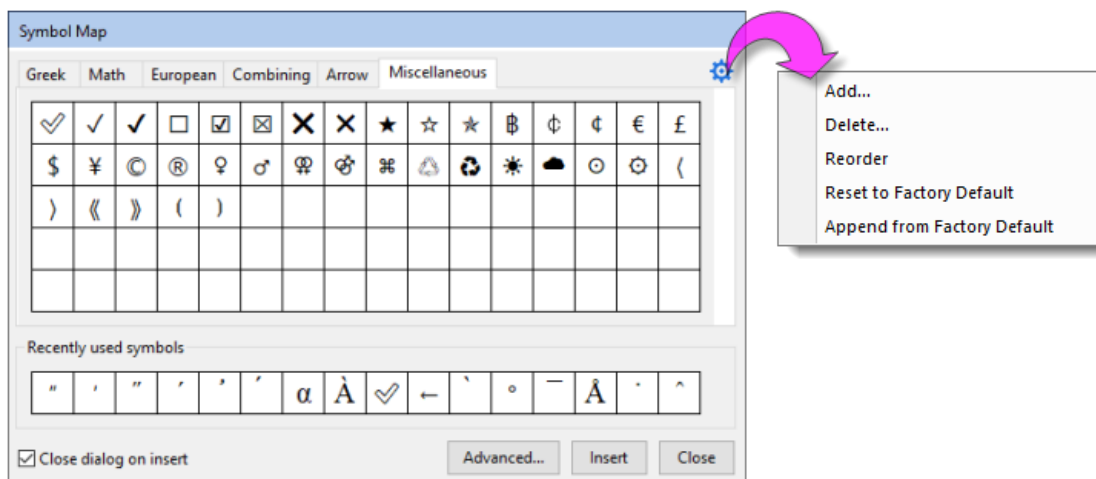 Symbol Map
Greek Math European Combining Arrow Miscellaneous
✓ ✓ ✔ □ ☑ ☒ ✕ ✕ ★ ☆ ฿ ₵ ¢ € £
$ ¥ © ® ♀ ♂ ⚢ ⚣ ⌘ ♺ ♻ ☀ ☁ ⊙ ⟨
⟩ ⟪ ⟫ ( )
Recently used symbols
α À ← ` ° ¯ Å ˙ ˆ
Close dialog on insert
Advanced... Insert Close
Add...
Delete...
Reorder
Reset to Factory Default
Append from Factory Default